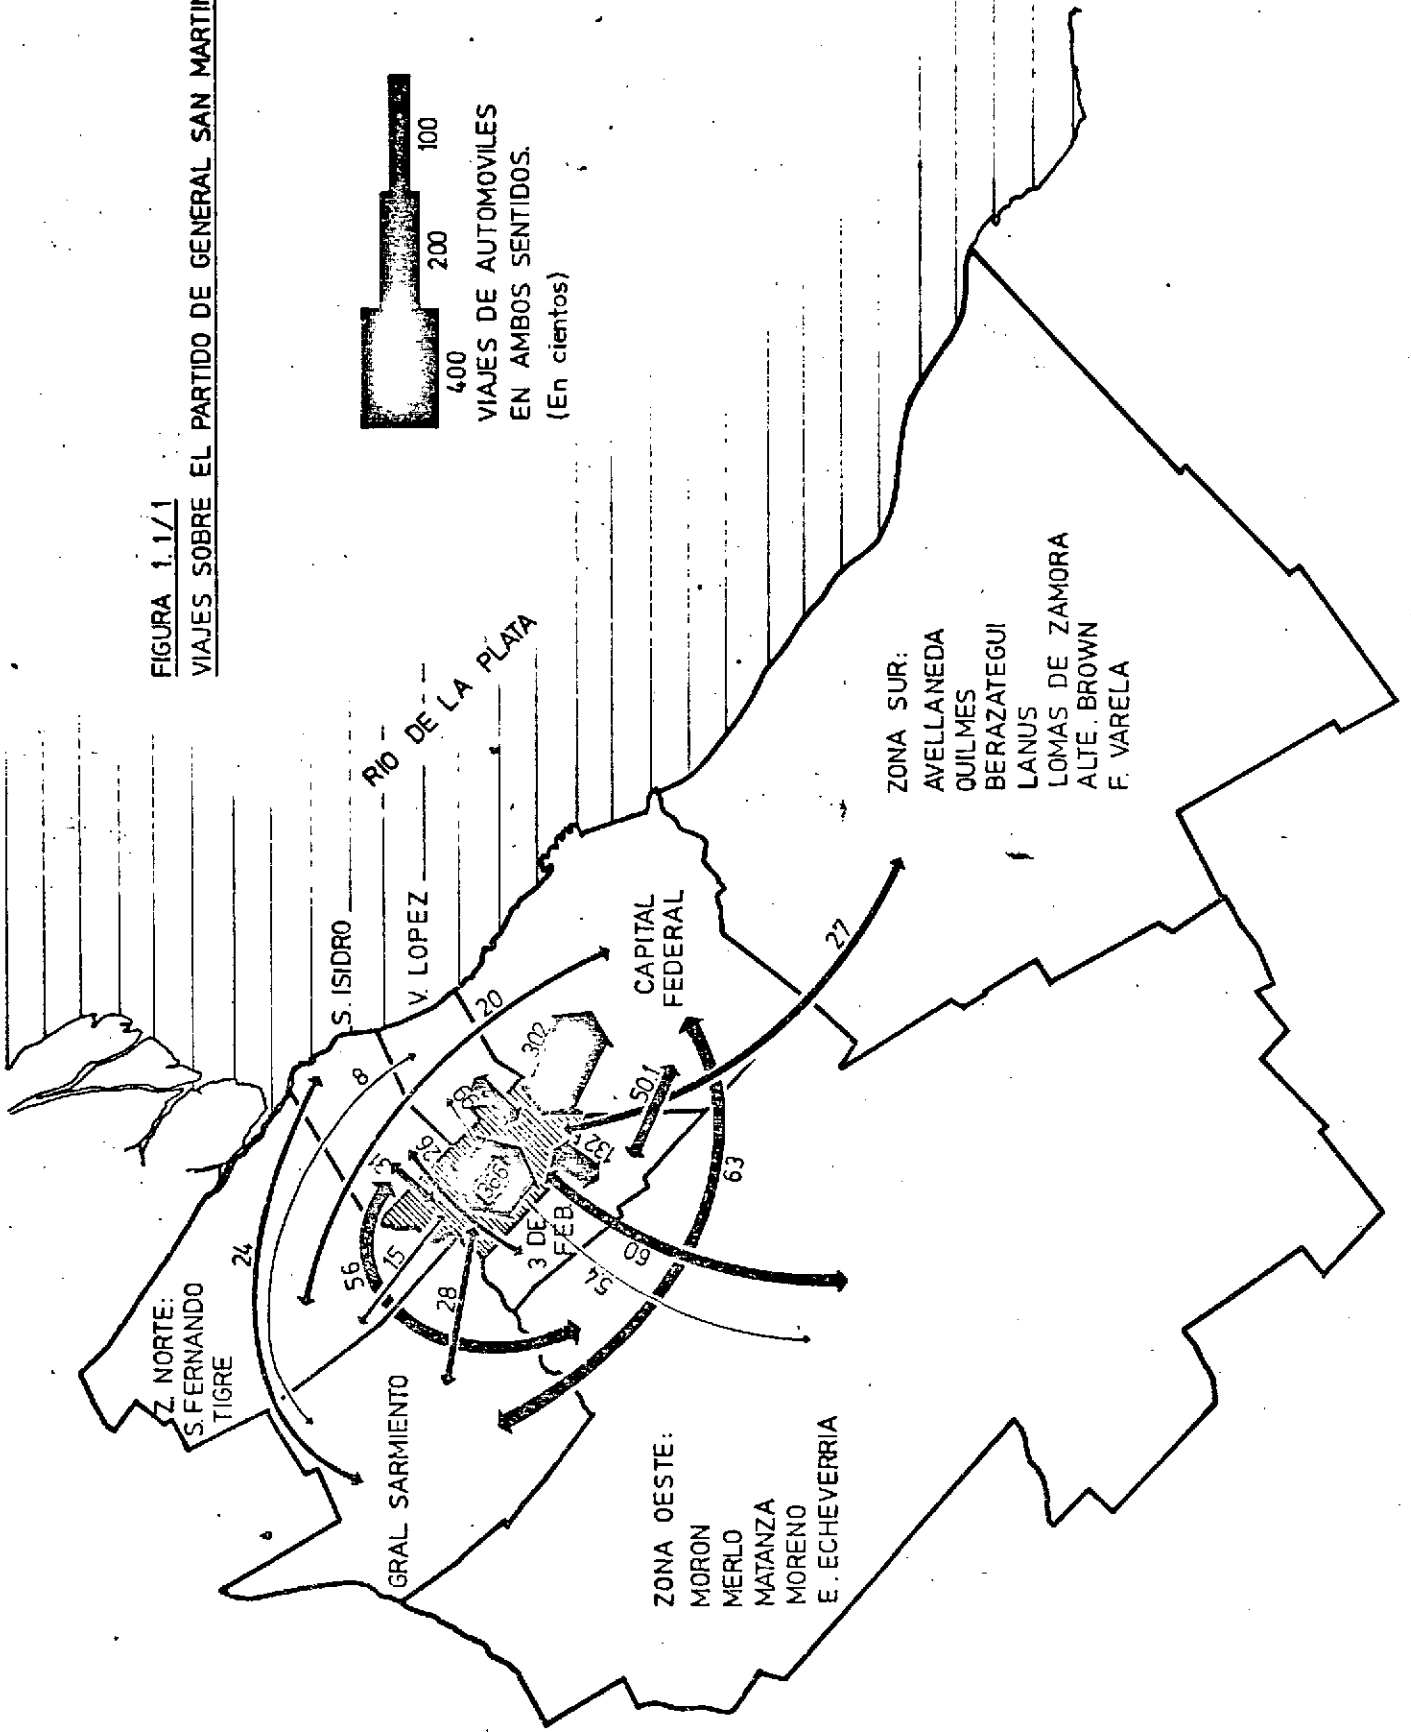 FIGURA 1.1/1
VIAJES SOBRE EL PARTIDO DE GENERAL SAN MARTIN
400
200
100
VIAJES DE AUTOMOVILES
EN AMBOS SENTIDOS.
(En cientos)
RIO DE LA PLATA
S. ISIDRO
V. LOPEZ
Z. NORTE:
S. FERNANDO
TIGRE
24
8
20
56
15
28
26
302
132
50.1
27
63
60
54
3 DE
FEB.
CAPITAL
FEDERAL
GRAL SARMIENTO
ZONA OESTE:
MORON
MERLO
MATANZA
MORENO
E. ECHEVERRIA
ZONA SUR:
AVELLANEDA
QUILMES
BERAZATEGUI
LANUS
LOMAS DE ZAMORA
ALTE. BROWN
F. VARELA